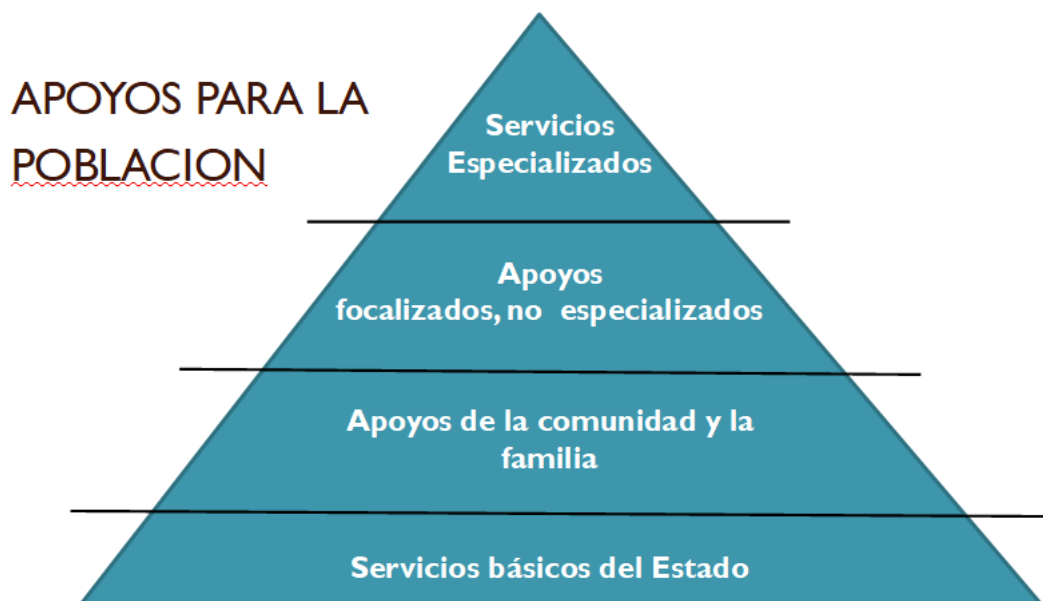 APOYOS PARA LA
POBLACION
Servicios
Especializados
Apoyos
focalizados, no especializados
Apoyos de la comunidad y la
familia
Servicios básicos del Estado